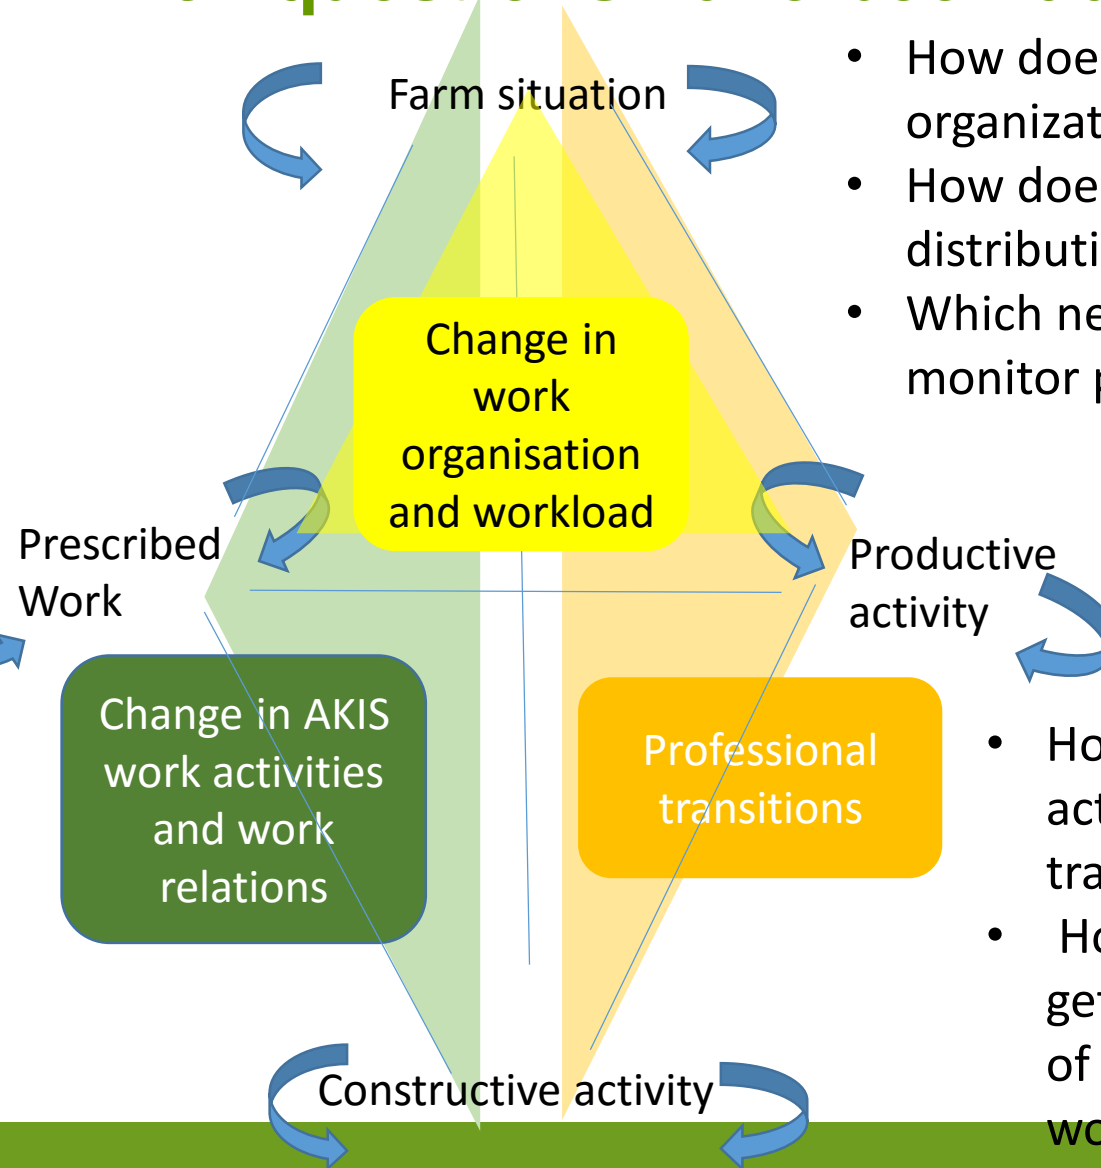 Farm situation
• How doe
organizat
• How doe
distributi
• Which ne
monitor p
Change in
work
organisation
and workload
Prescribed
Work
Productive
activity
Change in AKIS
work activities
and work
relations
Professional
transitions
• Ho
act
tra
• Ho
get
of
wo
Constructive activity